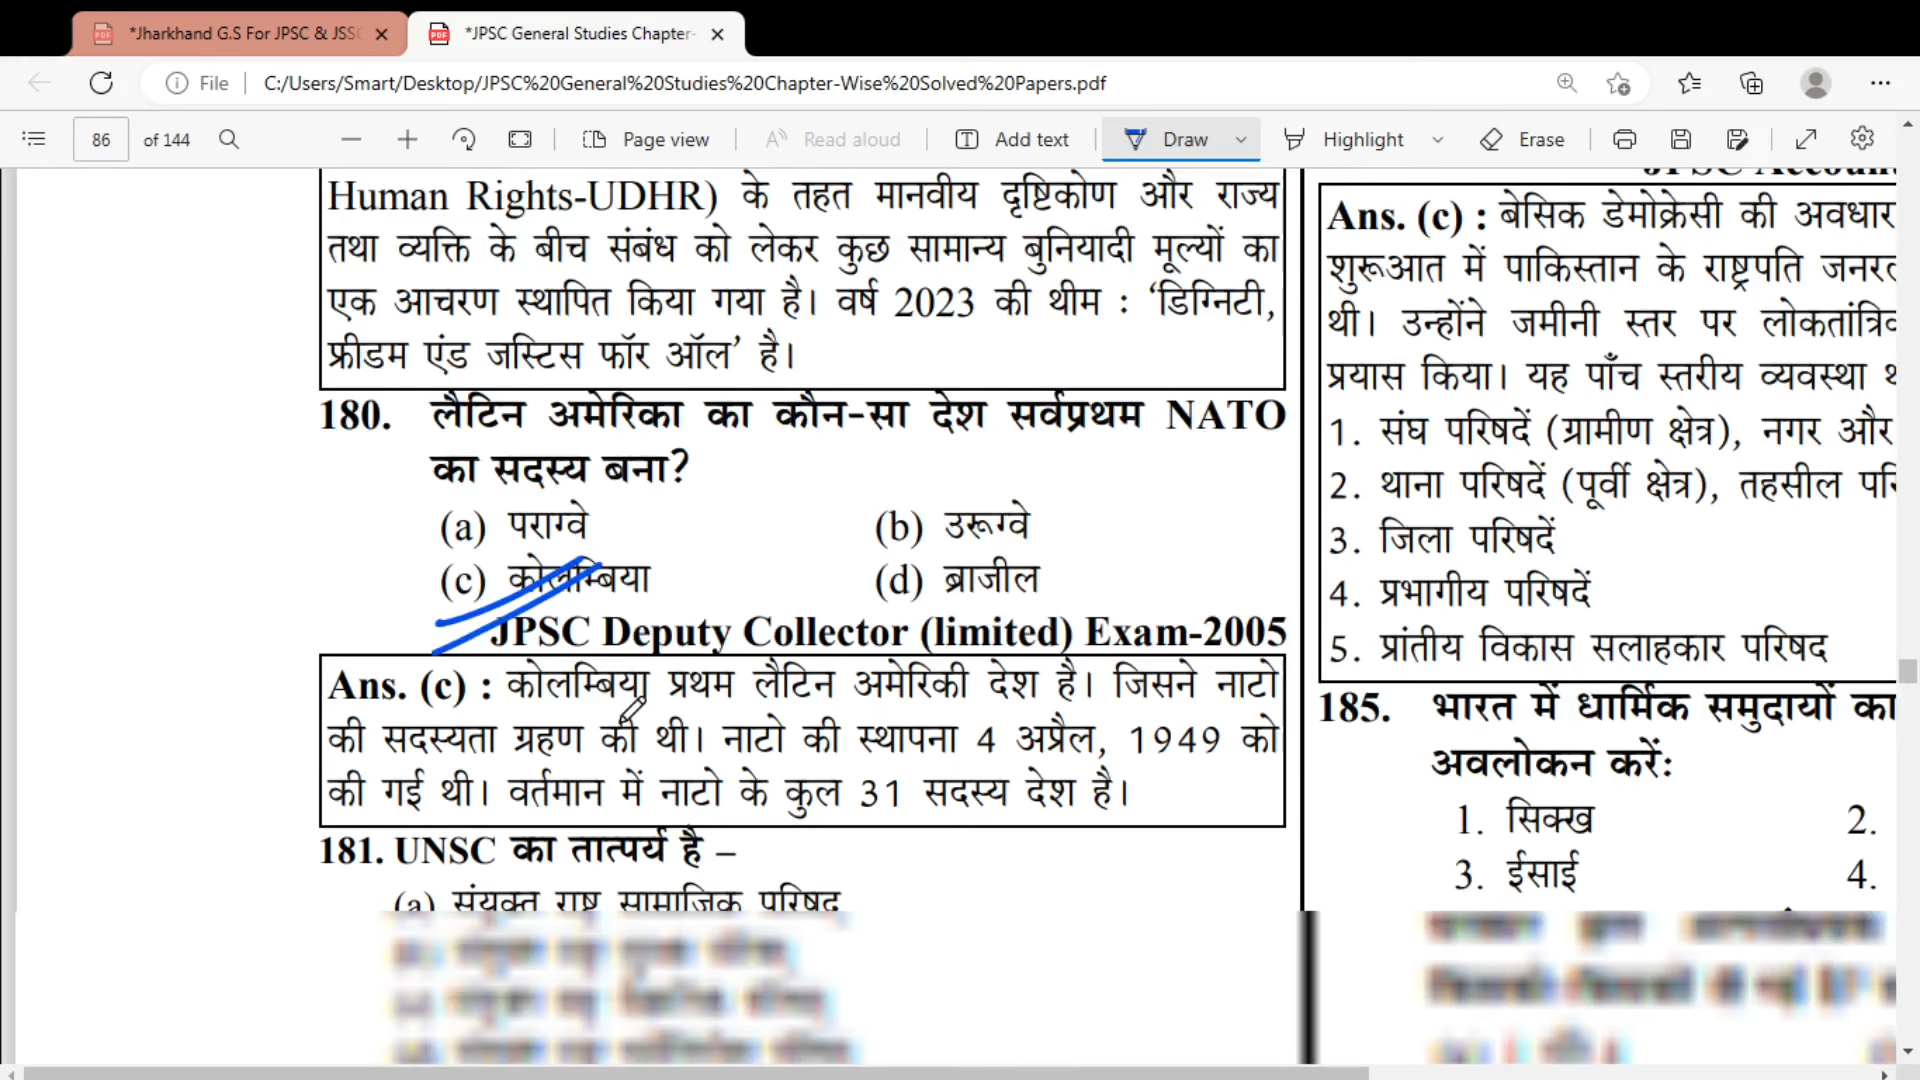 *Jharkhand G.S For JPSC & JSSC
*JPSC General Studies Chapter-
File
C:/Users/Smart/Desktop/JPSC%20General%20Studies%20Chapter-Wise%20Solved%20Papers.pdf
86 of 144
Page view
Read aloud
Add text
Draw
Highlight
Erase
Human Rights-UDHR) के तहत मानवीय दृष्टिकोण और राज्य
तथा व्यक्ति के बीच संबंध को लेकर कुछ सामान्य बुनियादी मूल्यों का
एक आचरण स्थापित किया गया है। वर्ष 2023 की थीम : ‘डिग्निटी,
फ्रीडम एंड जस्टिस फॉर ऑल’ है।
180. लैटिन अमेरिका का कौन-सा देश सर्वप्रथम NATO
का सदस्य बना?
(a) पराग्वे (b) उरूग्वे
(c) कोलम्बिया (d) ब्राजील
JPSC Deputy Collector (limited) Exam-2005
Ans. (c) : कोलम्बिया प्रथम लैटिन अमेरिकी देश है। जिसने नाटो
की सदस्यता ग्रहण की थी। नाटो की स्थापना 4 अप्रैल, 1949 को
की गई थी। वर्तमान में नाटो के कुल 31 सदस्य देश है।
181. UNSC का तात्पर्य है –
(a) संयुक्त राष्ट्र सामाजिक परिषद
Ans. (c) : बेसिक डेमोक्रेसी की
शुरूआत में पाकिस्तान के राष्ट्रपति
थी। उन्होंने जमीनी स्तर पर
प्रयास किया। यह पाँच स्तरीय व्यवस्था
1. संघ परिषदें (ग्रामीण क्षेत्र), नगर और
2. थाना परिषदें (पूर्वी क्षेत्र), तहसील
3. जिला परिषदें
4. प्रभागीय परिषदें
5. प्रांतीय विकास सलाहकार परिषद
185. भारत में धार्मिक समुदायों का
अवलोकन करें:
1. सिक्ख 2.
3. ईसाई 4.